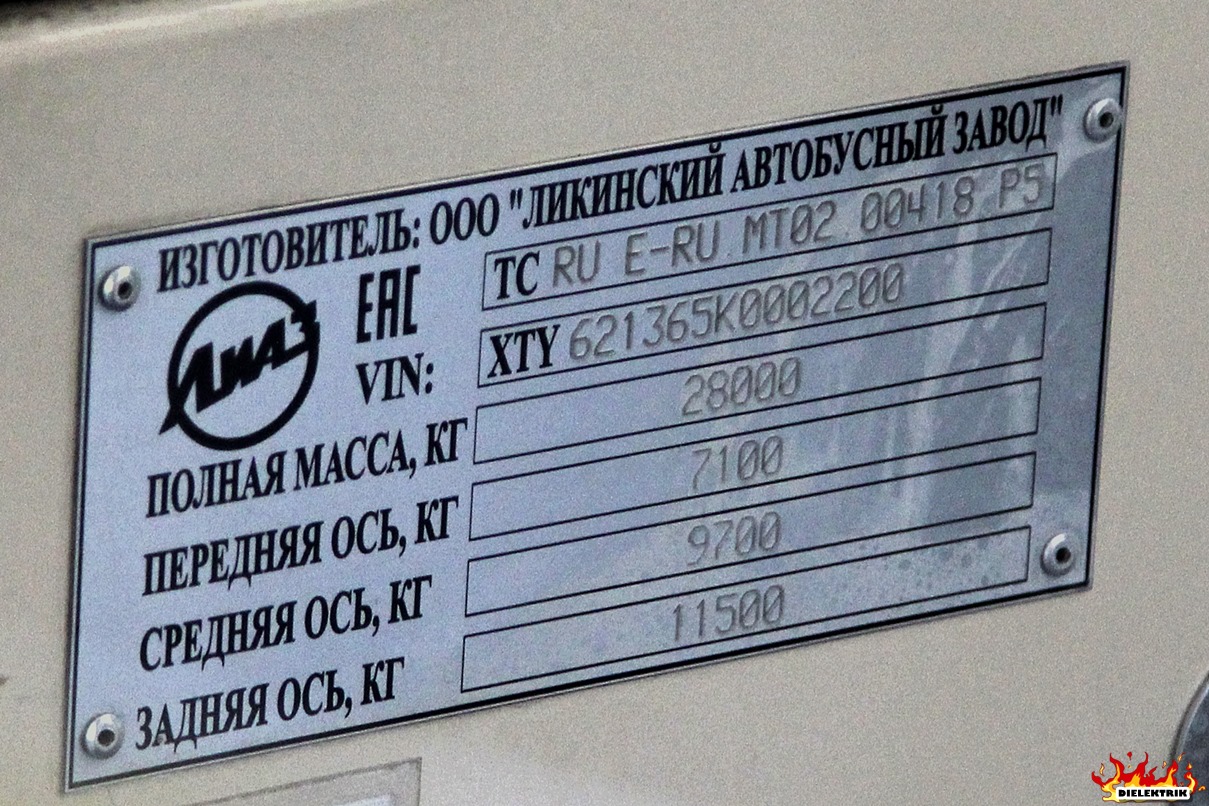 ИЗГОТОВИТЕЛЬ: ООО "ЛИКИНСКИЙ АВТОБУСНЫЙ ЗАВОД"
ЛиАЗ
ЕАС
ТС RU E-RU.MT02.00418.P5
VIN: XTY 621365K0002200
ПОЛНАЯ МАССА, КГ 28000
ПЕРЕДНЯЯ ОСЬ, КГ 7100
СРЕДНЯЯ ОСЬ, КГ 9700
ЗАДНЯЯ ОСЬ, КГ 11500
DIELEKTRIK